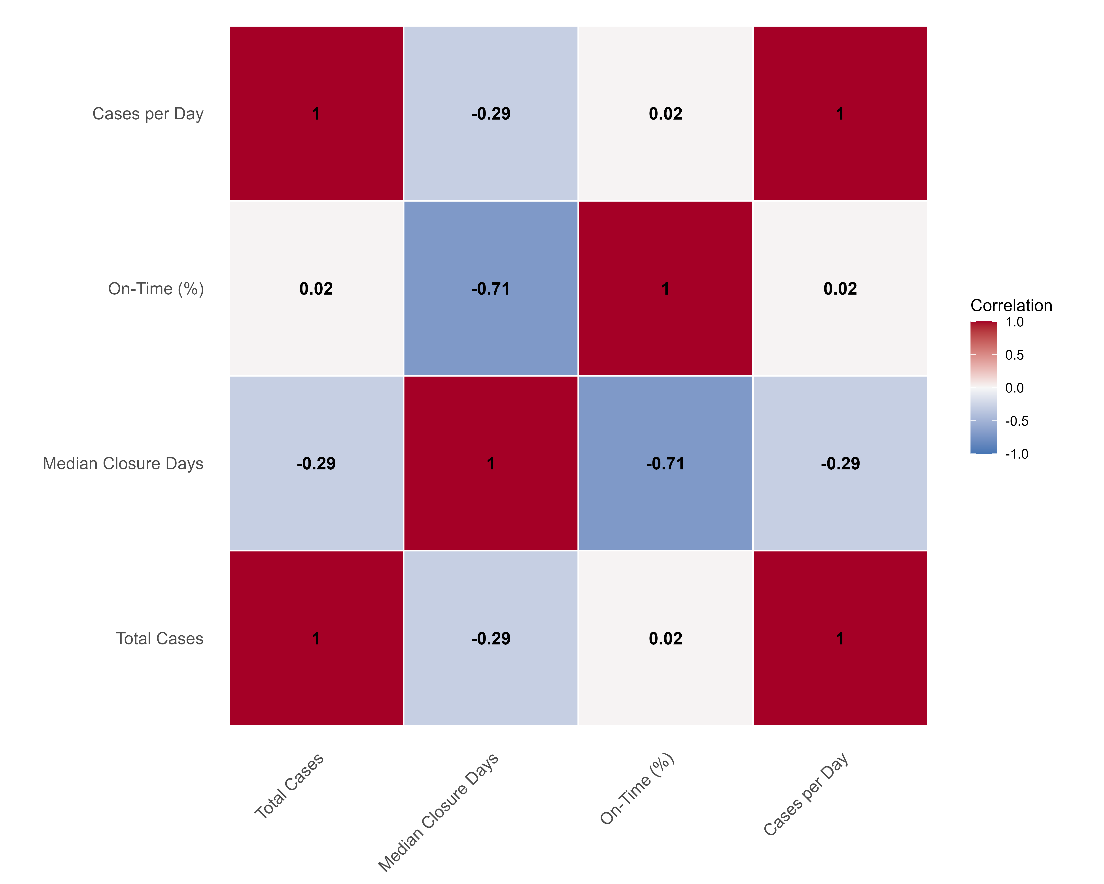 Cases per Day
1
-0.29
0.02
1
On-Time (%)
0.02
-0.71
1
0.02
Median Closure Days
-0.29
1
-0.71
-0.29
Total Cases
1
-0.29
0.02
1
Total Cases
Median Closure Days
On-Time (%)
Cases per Day
Correlation
1.0
0.5
0.0
-0.5
-1.0